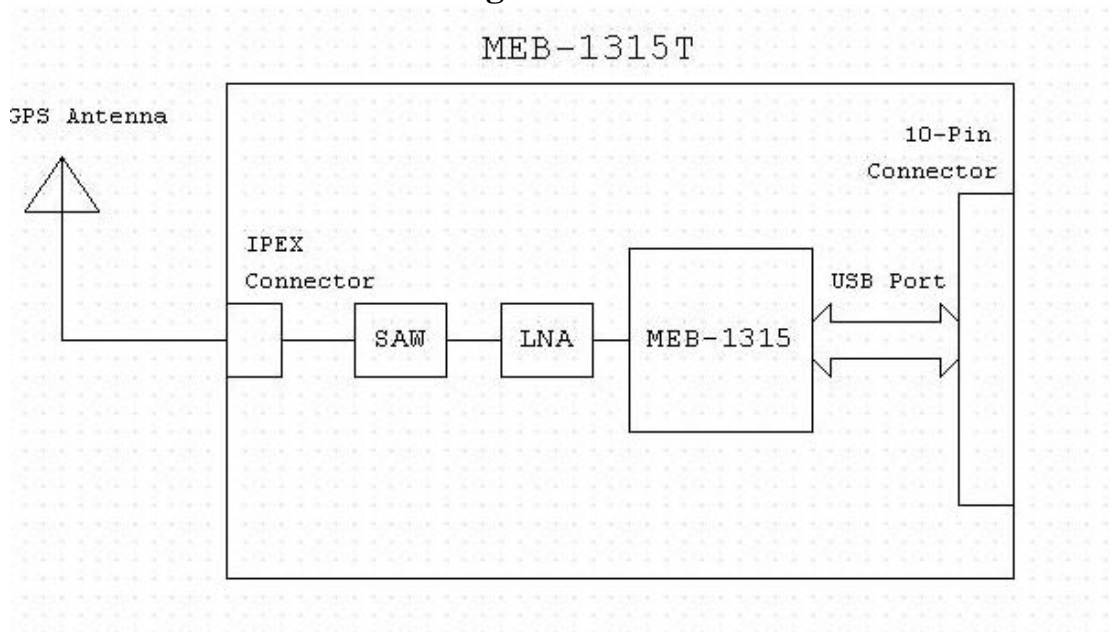 MEB-1315T
GPS Antenna
10-Pin
Connector
IPEX
Connector
USB Port
SAW
LNA
MEB-1315